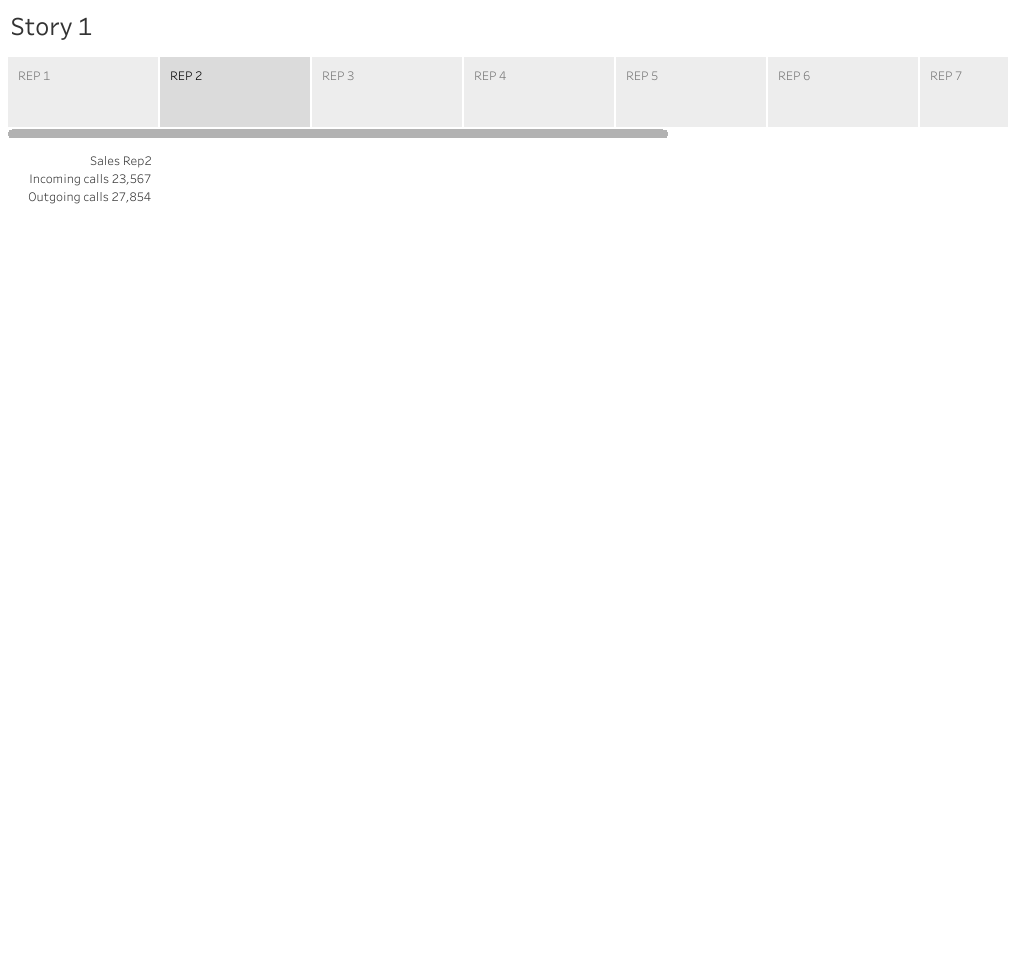 Story 1
REP 1 REP 2 REP 3 REP 4 REP 5 REP 6 REP 7
Sales Rep2
Incoming calls 23,567
Outgoing calls 27,854